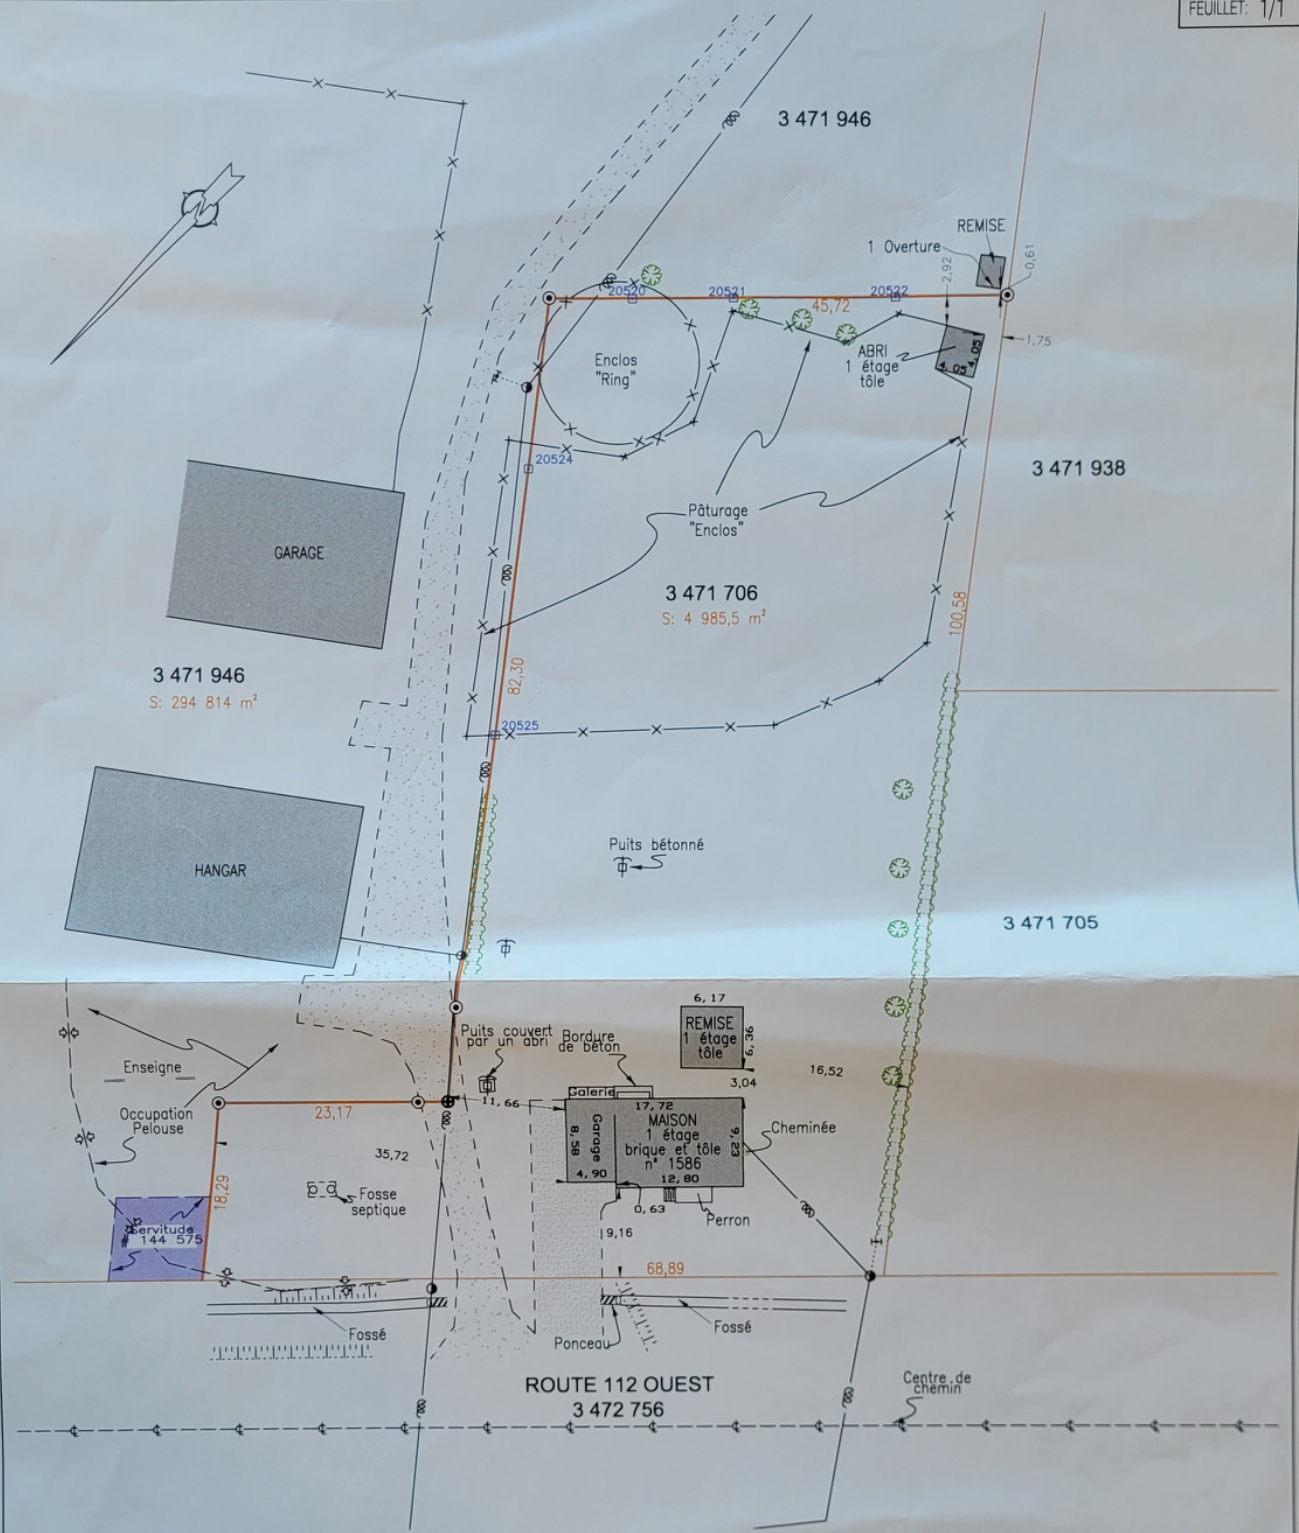 FEUILLET: 1/1
3 471 946
REMISE
1 Overture
0,61
2,92
20520
20521
20522
45,72
1,75
Enclos
"Ring"
ABRI
1 étage
tôle
4,05
4,05
20524
3 471 938
Pâturage
"Enclos"
GARAGE
3 471 706
S: 4 985,5 m²
100,58
3 471 946
S: 294 814 m²
82,30
20525
HANGAR
Puits bétonné
3 471 705
6,17
REMISE
1 étage
tôle
6,36
3,04
16,52
Puits couvert
par un abri
Bordure
de béton
Enseigne
Occupation
Pelouse
23,17
11,66
Galerie
17,72
MAISON
1 étage
brique et tôle
n° 1586
12,80
Garage
8,58
4,90
9,23
Cheminée
35,72
18,29
Fosse
septique
0,63
Perron
9,16
Servitude
# 144 575
68,89
Fossé
Fossé
Ponceau
ROUTE 112 OUEST
3 472 756
Centre de
chemin